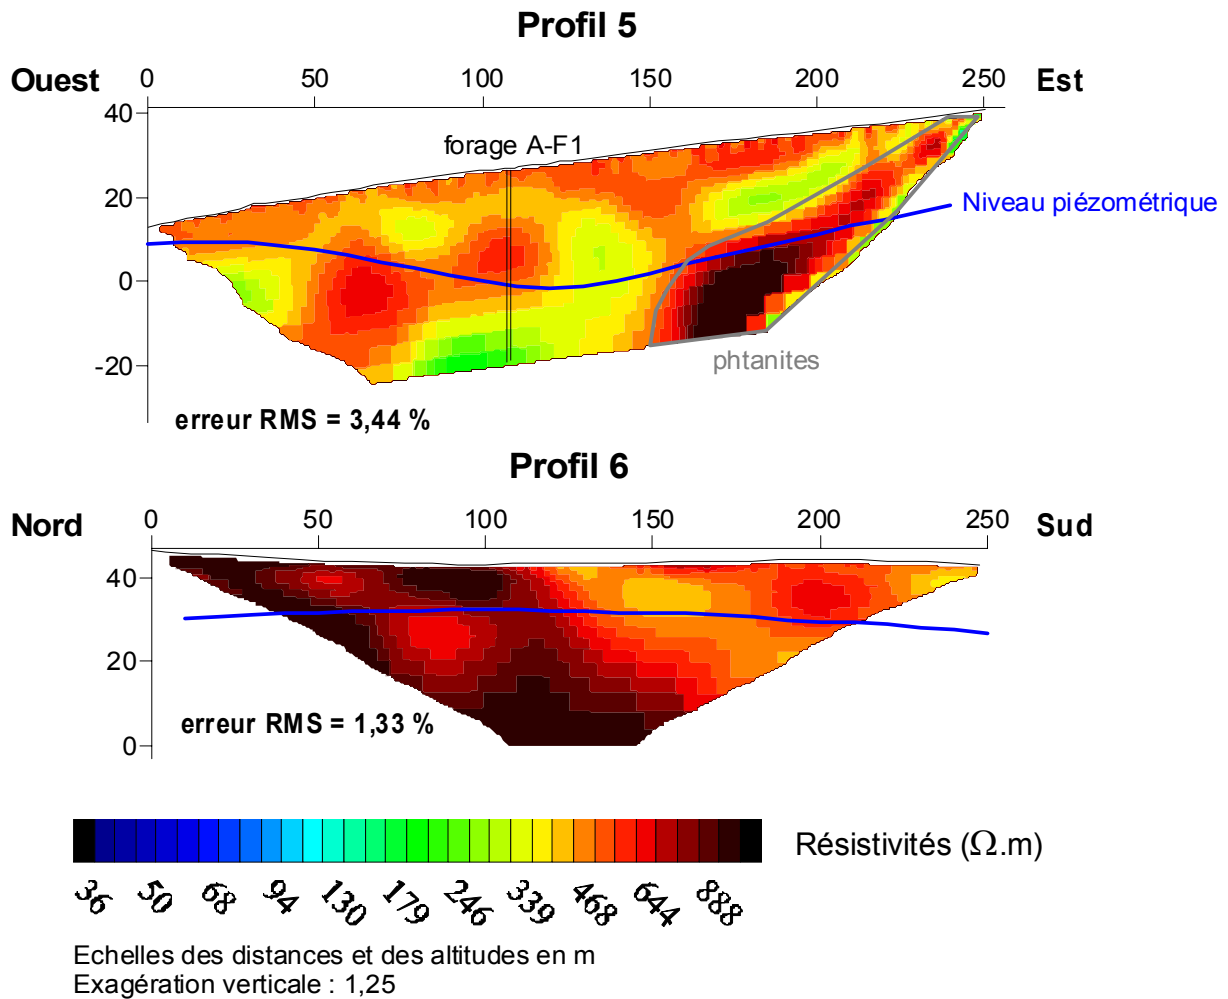 Profil 5
Ouest 0 50 100 150 200 250 Est
40
forage A-F1
20
Niveau piézométrique
0
-20
phtanites
erreur RMS = 3,44 %
Profil 6
Nord 0 50 100 150 200 250 Sud
40
20
erreur RMS = 1,33 %
0
Résistivités (Ω.m)
36 50 68 94 130 179 246 339 468 644 888
Echelles des distances et des altitudes en m
Exagération verticale : 1,25